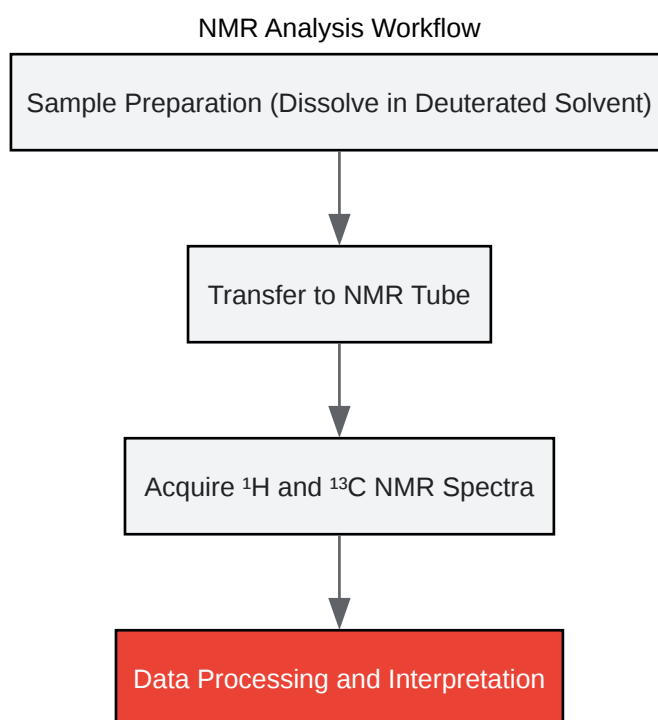 NMR Analysis Workflow
Sample Preparation (Dissolve in Deuterated Solvent)
Transfer to NMR Tube
Acquire ¹H and ¹³C NMR Spectra
Data Processing and Interpretation